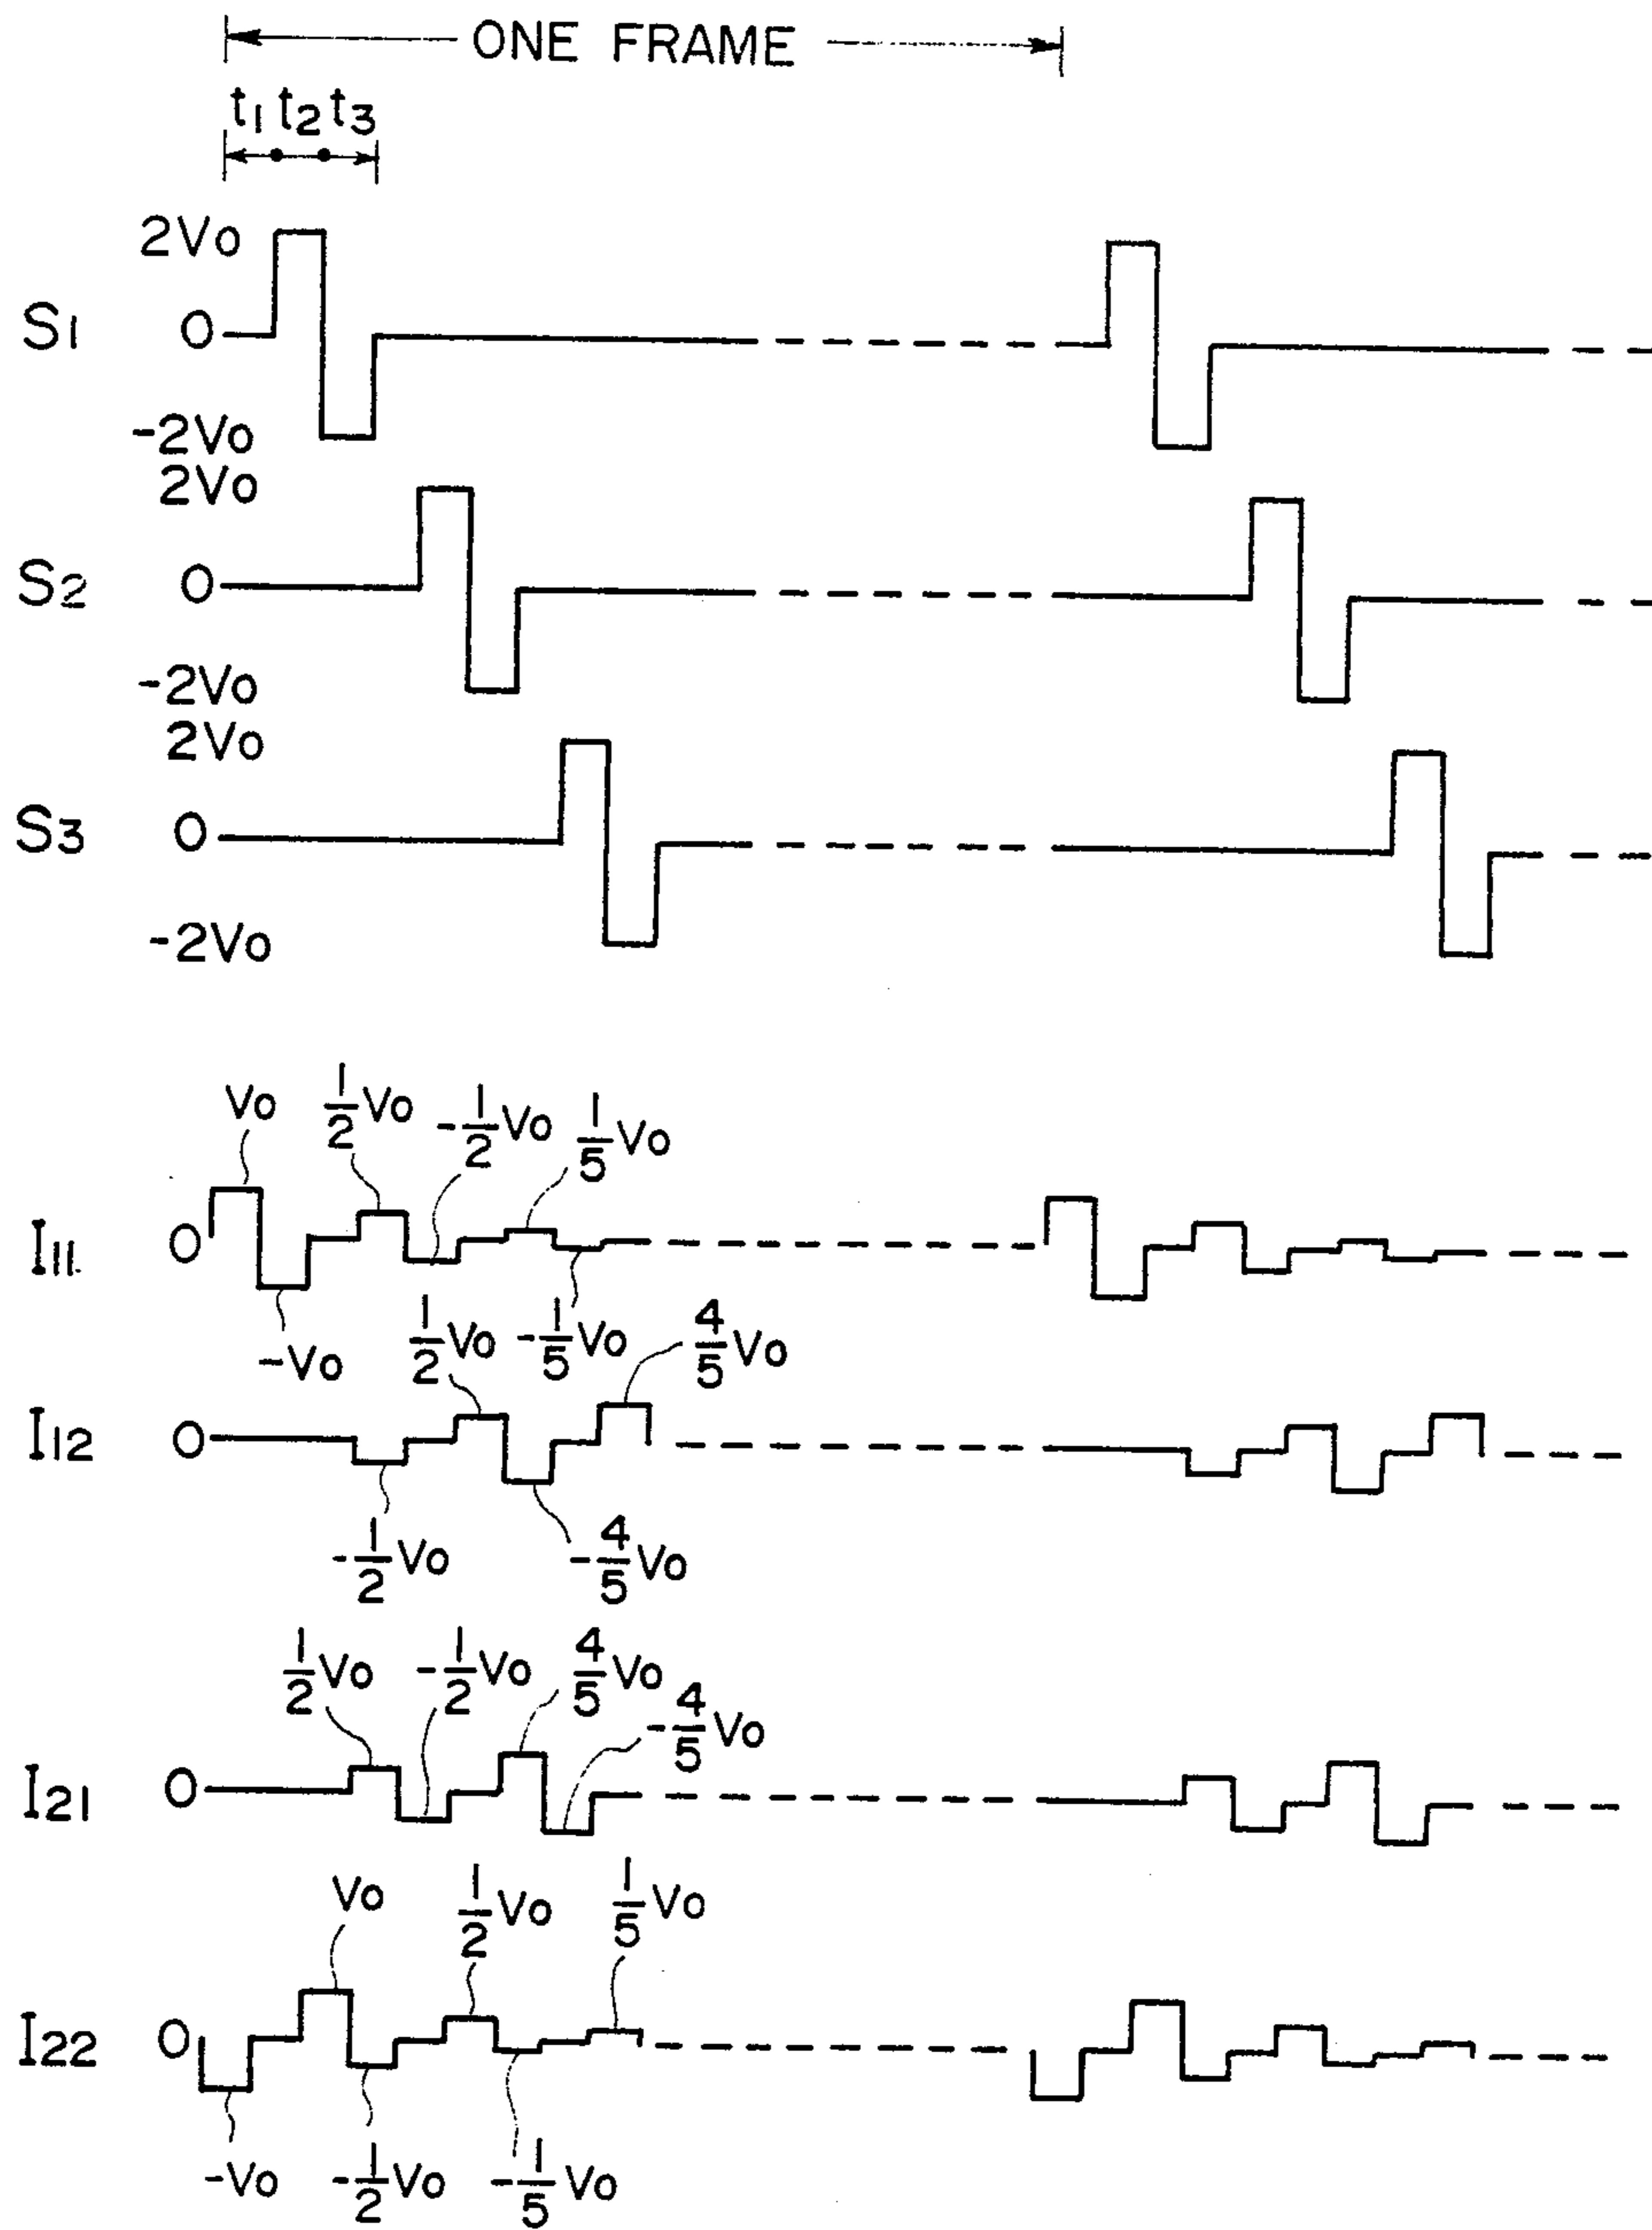 ONE FRAME
t1 t2 t3
2Vo
S1 0
-2Vo
2Vo
S2 0
-2Vo
2Vo
S3 0
-2Vo
Vo 1/2Vo -1/2Vo 1/5Vo
I11 0
-Vo 1/2Vo -1/5Vo 4/5Vo
I12 0
-1/2Vo -4/5Vo
1/2Vo -1/2Vo 4/5Vo -4/5Vo
I21 0
Vo 1/2Vo 1/5Vo
I22 0
-Vo -1/2Vo -1/5Vo